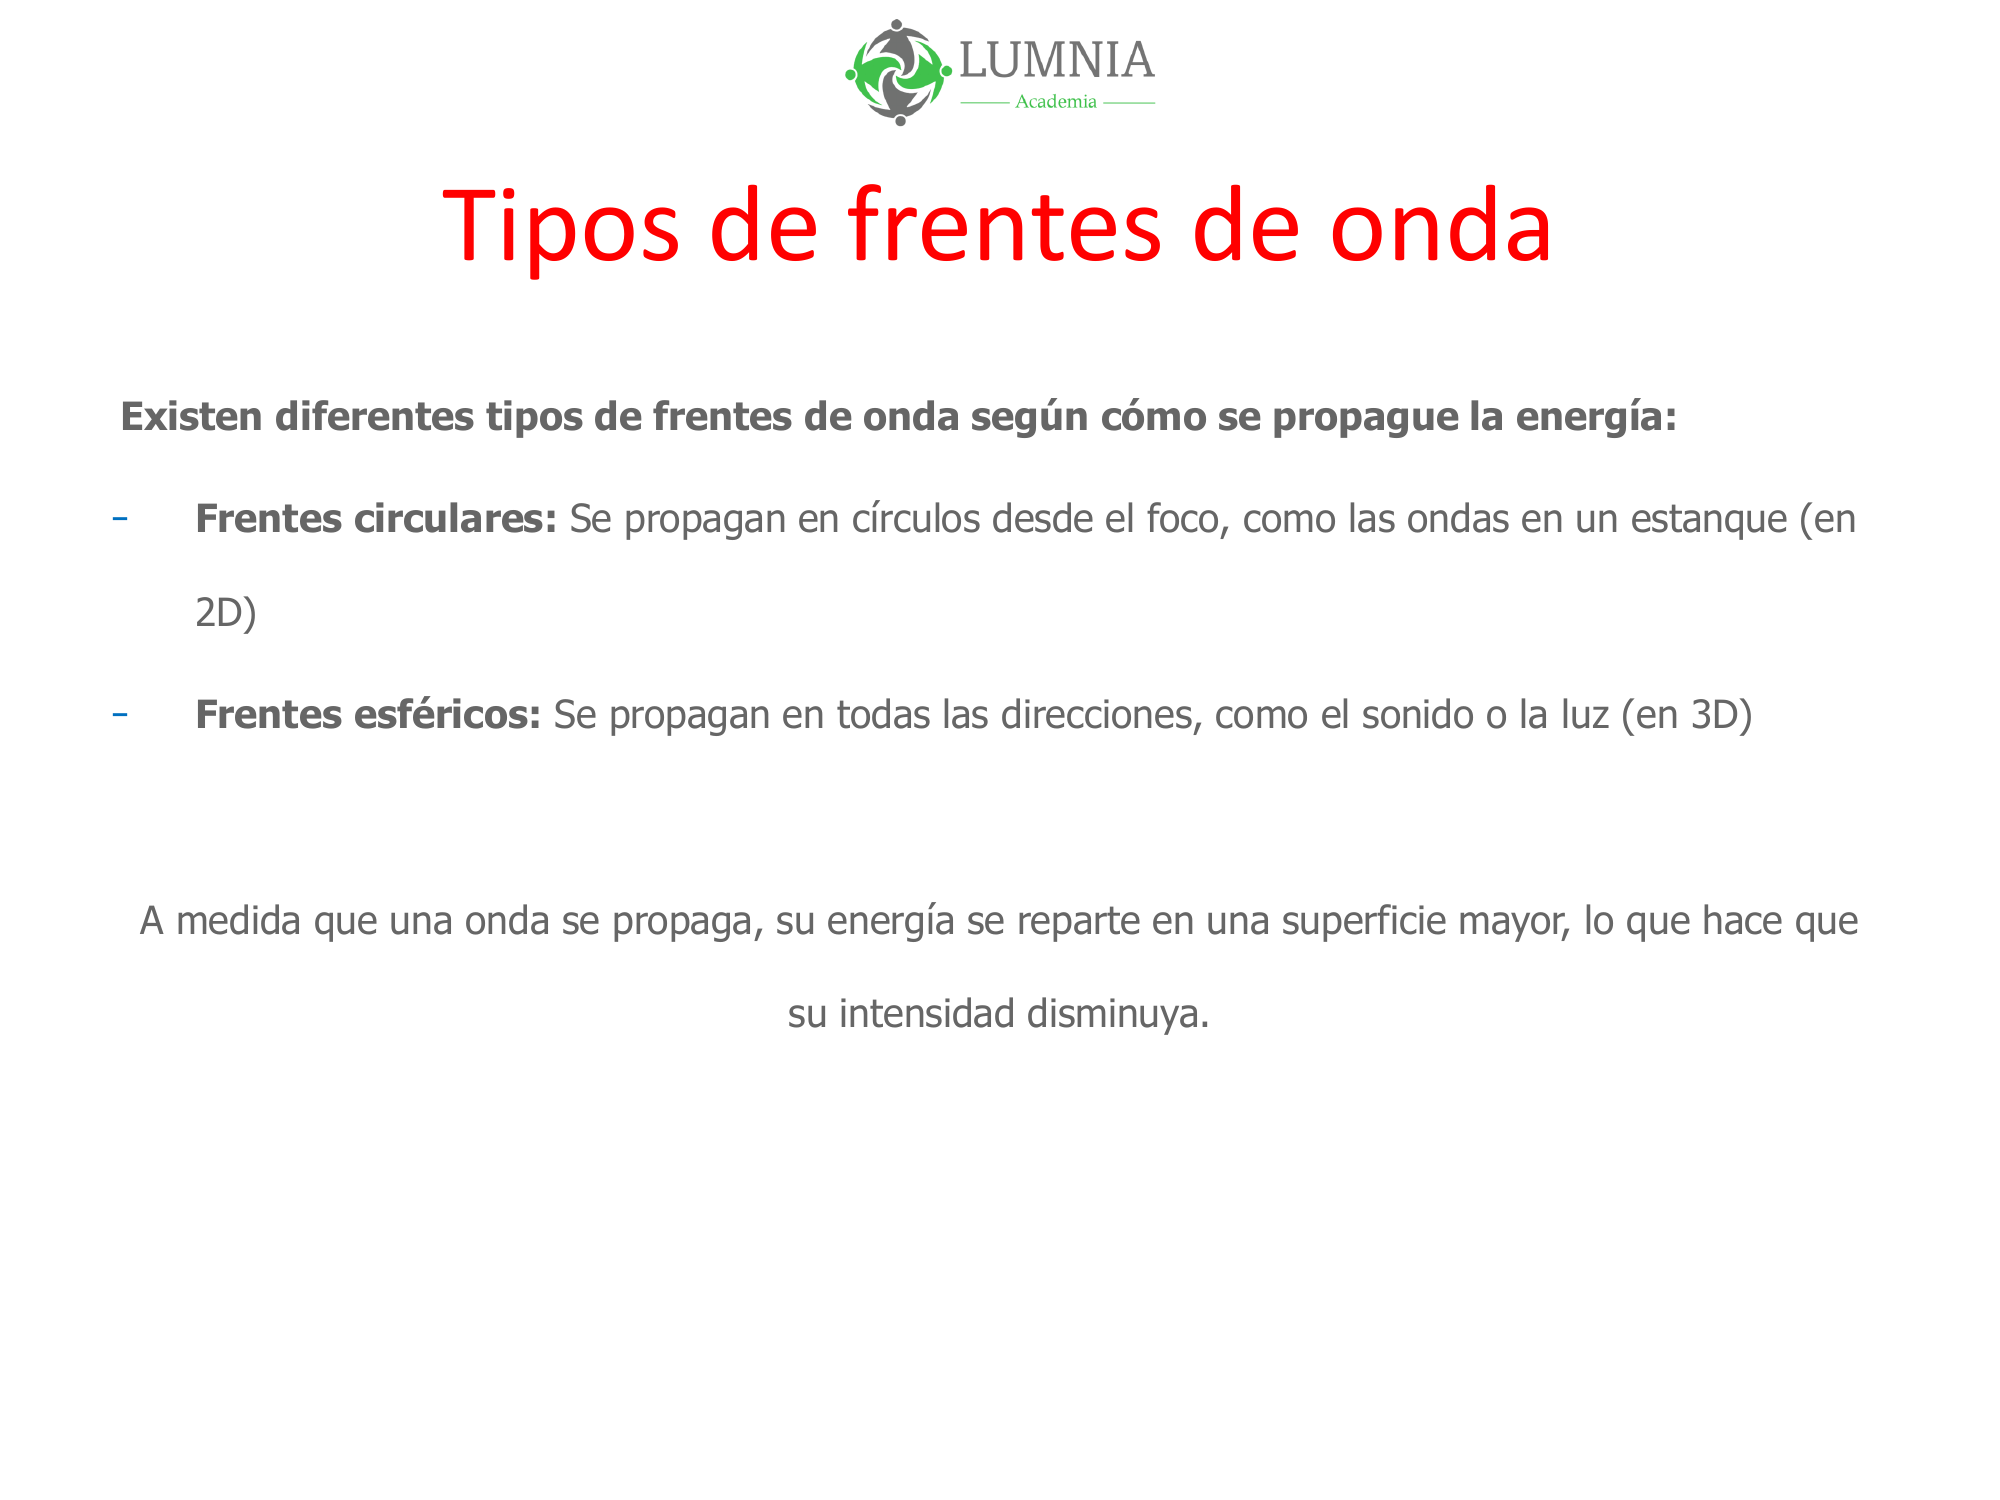 LUMNIA
Academia
Tipos de frentes de onda
Existen diferentes tipos de frentes de onda según cómo se propague la energía:
- Frentes circulares: Se propagan en círculos desde el foco, como las ondas en un estanque (en
2D)
- Frentes esféricos: Se propagan en todas las direcciones, como el sonido o la luz (en 3D)
A medida que una onda se propaga, su energía se reparte en una superficie mayor, lo que hace que
su intensidad disminuya.